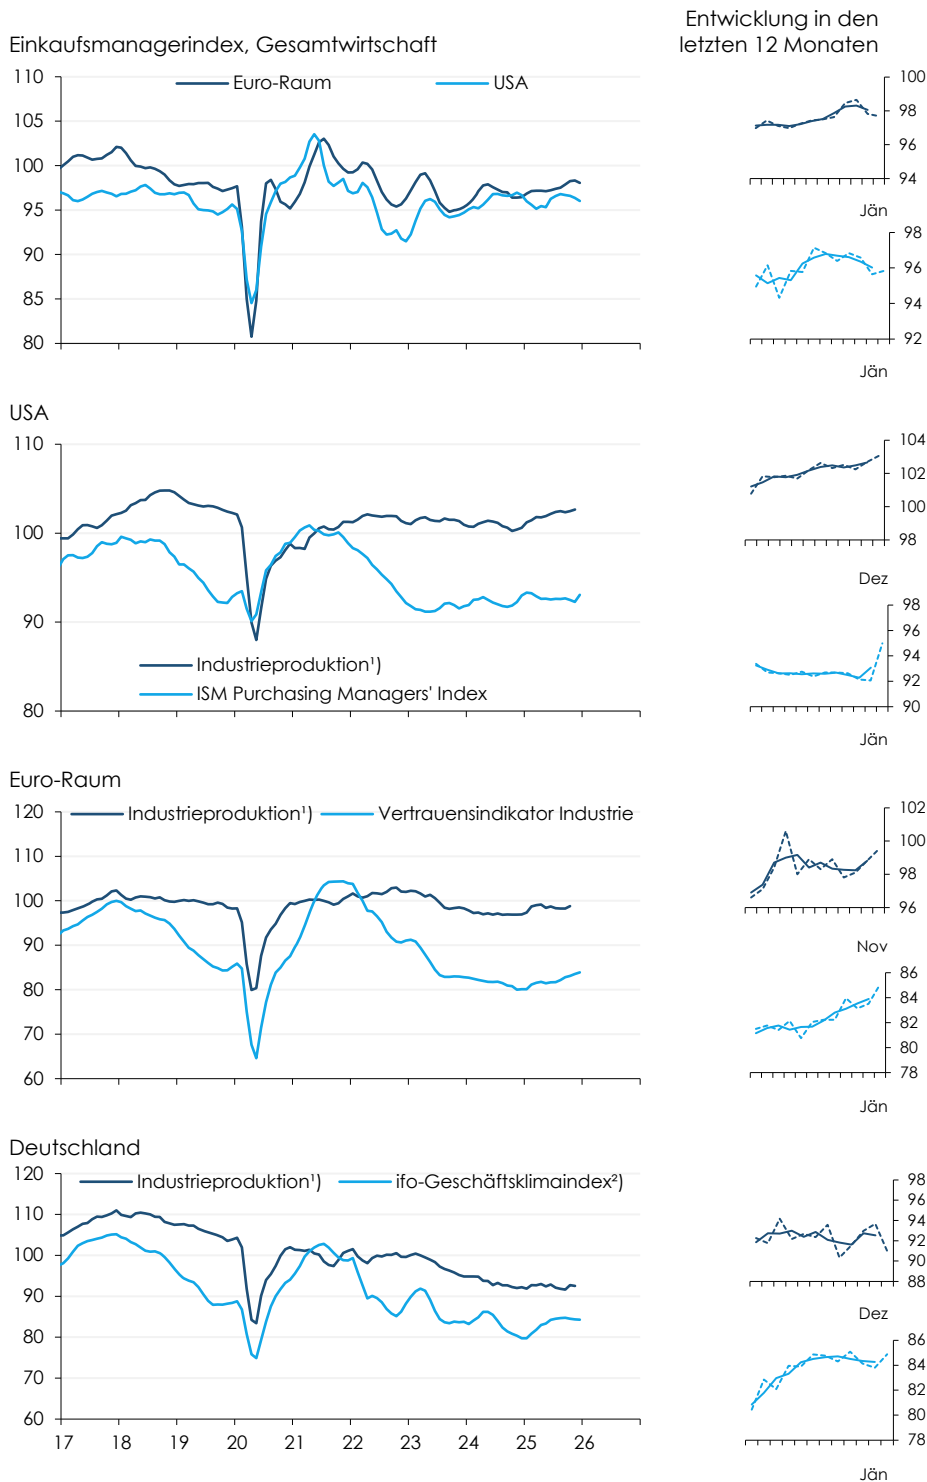 Entwicklung in den
letzten 12 Monaten
Einkaufsmanagerindex, Gesamtwirtschaft
Euro-Raum
USA
110
105
100
95
90
85
80
100
98
96
94
Jän
98
96
94
92
Jän
USA
110
100
90
80
Industrieproduktion¹)
ISM Purchasing Managers' Index
104
102
100
98
Dez
98
96
94
92
90
Jän
Euro-Raum
Industrieproduktion¹)
Vertrauensindikator Industrie
120
110
100
90
80
70
60
102
100
98
96
Nov
86
84
82
80
78
Jän
Deutschland
Industrieproduktion¹)
ifo-Geschäftsklimaindex²)
120
110
100
90
80
70
60
17 18 19 20 21 22 23 24 25 26
98
96
94
92
90
88
Dez
86
84
82
80
78
Jän